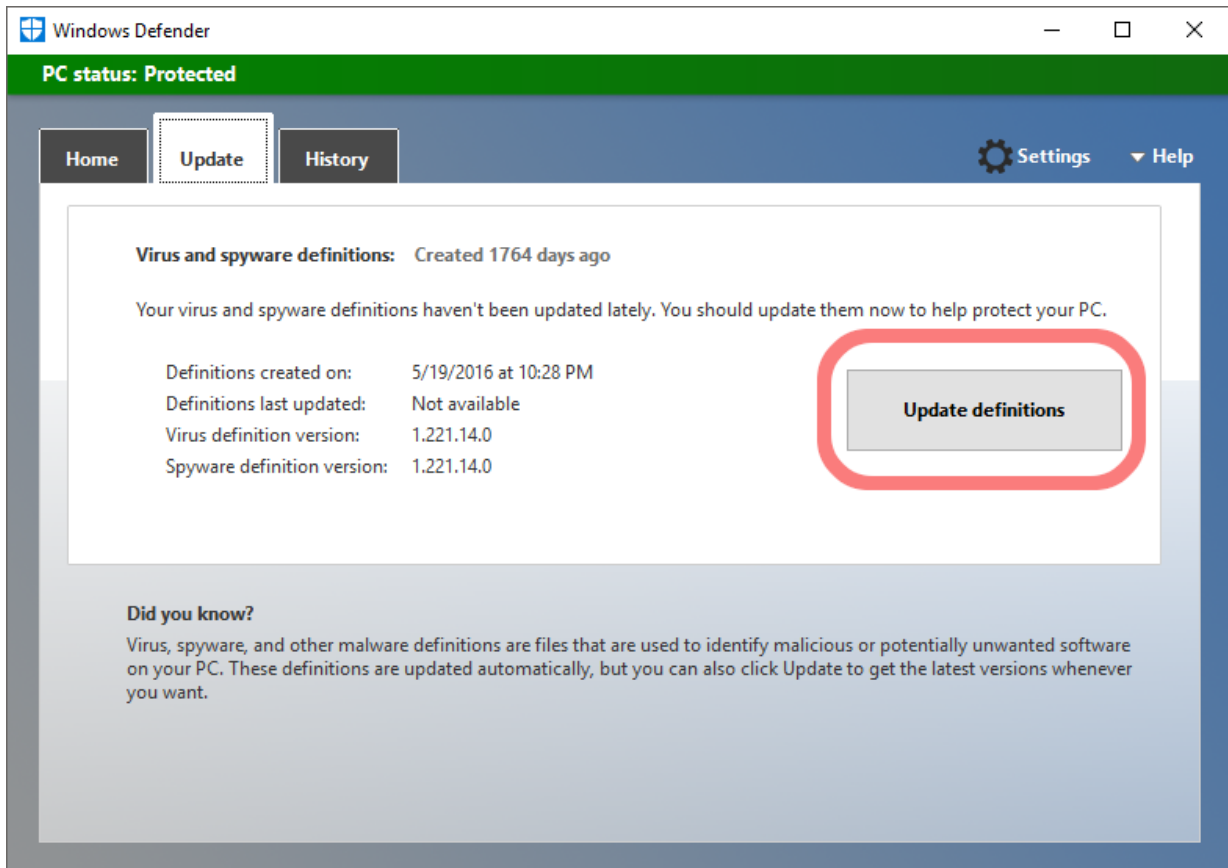 Windows Defender
PC status: Protected
Home Update History Settings Help
Virus and spyware definitions: Created 1764 days ago
Your virus and spyware definitions haven't been updated lately. You should update them now to help protect your PC.
Definitions created on: 5/19/2016 at 10:28 PM
Definitions last updated: Not available
Virus definition version: 1.221.14.0
Spyware definition version: 1.221.14.0
Update definitions
Did you know?
Virus, spyware, and other malware definitions are files that are used to identify malicious or potentially unwanted software
on your PC. These definitions are updated automatically, but you can also click Update to get the latest versions whenever
you want.